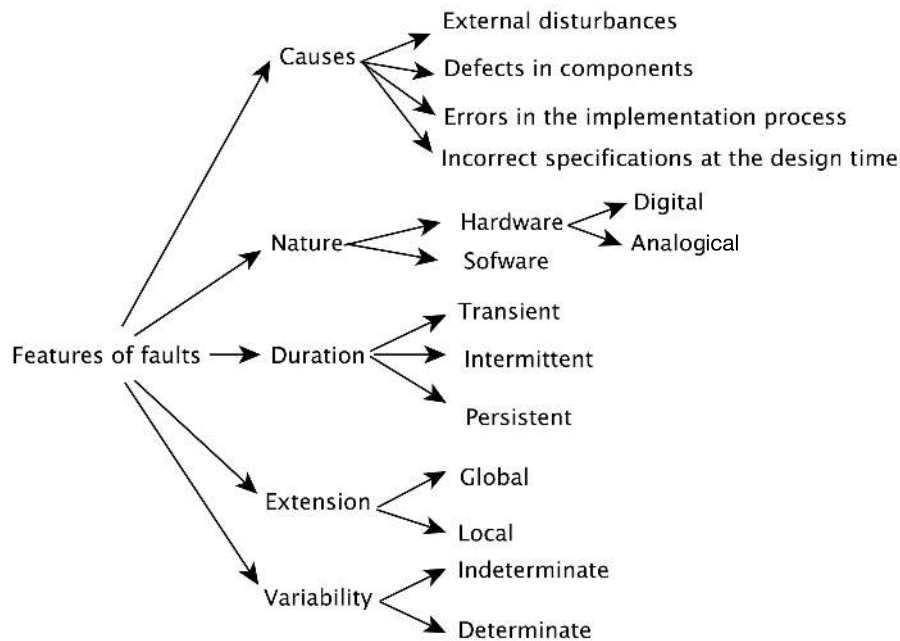 External disturbances
Causes
Defects in components
Errors in the implementation process
Incorrect specifications at the design time
Digital
Hardware
Nature
Analogical
Sofware
Transient
Features of faults
Duration
Intermittent
Persistent
Global
Extension
Local
Indeterminate
Variability
Determinate